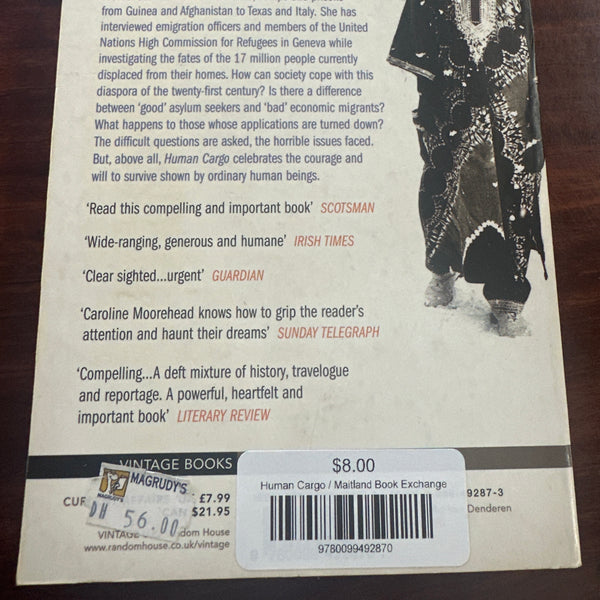 from Guinea and Afghanistan to Texas and Italy. She has
interviewed emigration officers and members of the United
Nations High Commission for Refugees in Geneva while
investigating the fates of the 17 million people currently
displaced from their homes. How can society cope with this
diaspora of the twenty-first century? Is there a difference
between 'good' asylum seekers and 'bad' economic migrants?
What happens to those whose applications are turned down?
The difficult questions are asked, the horrible issues faced.
But, above all, Human Cargo celebrates the courage and
will to survive shown by ordinary human beings.
'Read this compelling and important book' SCOTSMAN
'Wide-ranging, generous and humane' IRISH TIMES
'Clear sighted...urgent' GUARDIAN
'Caroline Moorehead knows how to grip the reader's
attention and haunt their dreams' SUNDAY TELEGRAPH
'Compelling...A deft mixture of history, travelogue
and reportage. A powerful, heartfelt and
important book' LITERARY REVIEW
VINTAGE BOOKS
MAGRUDY'S
MAGRUDY'S
DH 56.00
£7.99
CAN $21.95
VINTAGE
www.randomhouse.co.uk/vintage
$8.00
Human Cargo / Maitland Book Exchange
9780099492870
9287-3
Denderen